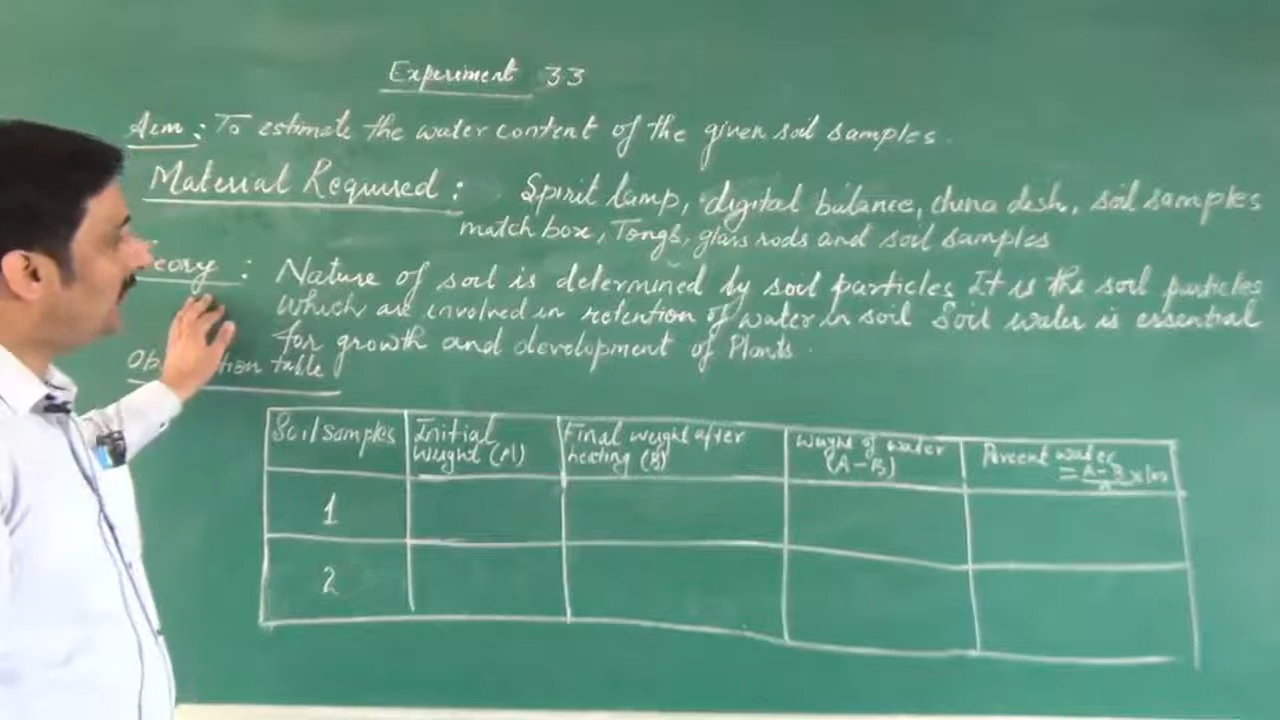 Experiment 33
Aim: To estimate the water content of the given soil samples.
Material Required: Spirit lamp, digital balance, china dish, soil samples
match box, Tongs, glass rods and soil samples
eory: Nature of soil is determined by soil particles. It is the soil particles
which are involved in retention of water in soil Soil water is essential
for growth and development of Plants.
Ob tion table
Soil samples
Initial weight (A)
Final weight after heating (B)
Weight of water (A-B)
Percent water = A-B/A x 100
1
2